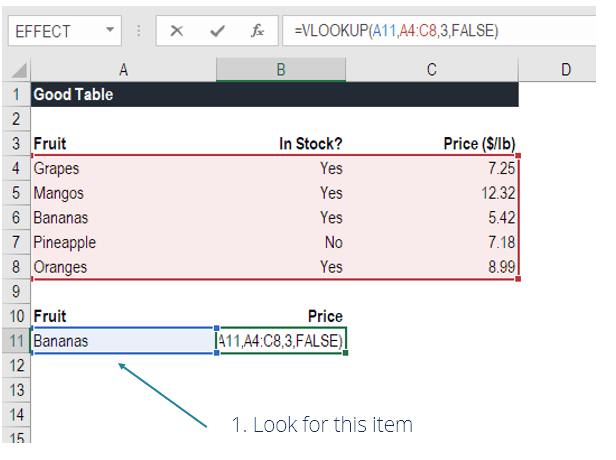 EFFECT fx =VLOOKUP(A11,A4:C8,3,FALSE)
A B C D
1 Good Table
2
3 Fruit In Stock? Price ($/lb)
4 Grapes Yes 7.25
5 Mangos Yes 12.32
6 Bananas Yes 5.42
7 Pineapple No 7.18
8 Oranges Yes 8.99
9
10 Fruit Price
11 Bananas A11,A4:C8,3,FALSE)
12
13
14 1. Look for this item
15